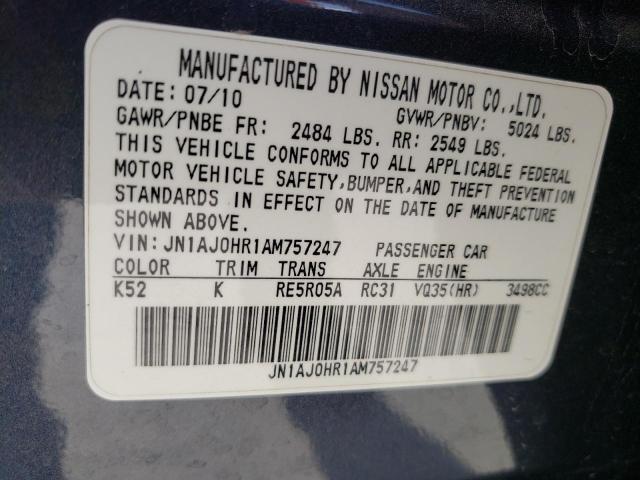 MANUFACTURED BY NISSAN MOTOR CO.,LTD.
DATE: 07/10 GVWR/PNBV: 5024 LBS.
GAWR/PNBE FR: 2484 LBS. RR: 2549 LBS.
THIS VEHICLE CONFORMS TO ALL APPLICABLE FEDERAL
MOTOR VEHICLE SAFETY,BUMPER,AND THEFT PREVENTION
STANDARDS IN EFFECT ON THE DATE OF MANUFACTURE
SHOWN ABOVE.
VIN: JN1AJ0HR1AM757247 PASSENGER CAR
COLOR TRIM TRANS AXLE ENGINE
K52 K RE5R05A RC31 VQ35(HR) 3498CC
JN1AJ0HR1AM757247